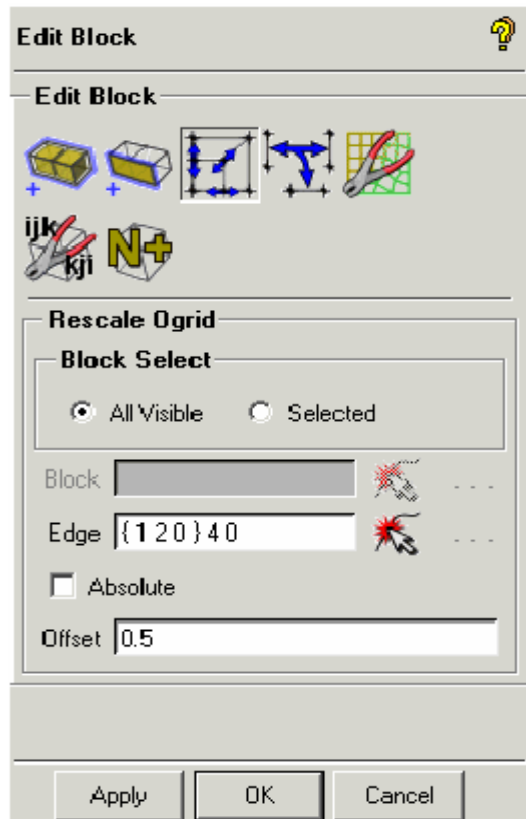 Edit Block
Edit Block
ijk
kji
N+
Rescale Ogrid
Block Select
All Visible Selected
Block ...
Edge {1 2 0} 4 0 ...
Absolute
Offset 0.5
Apply OK Cancel